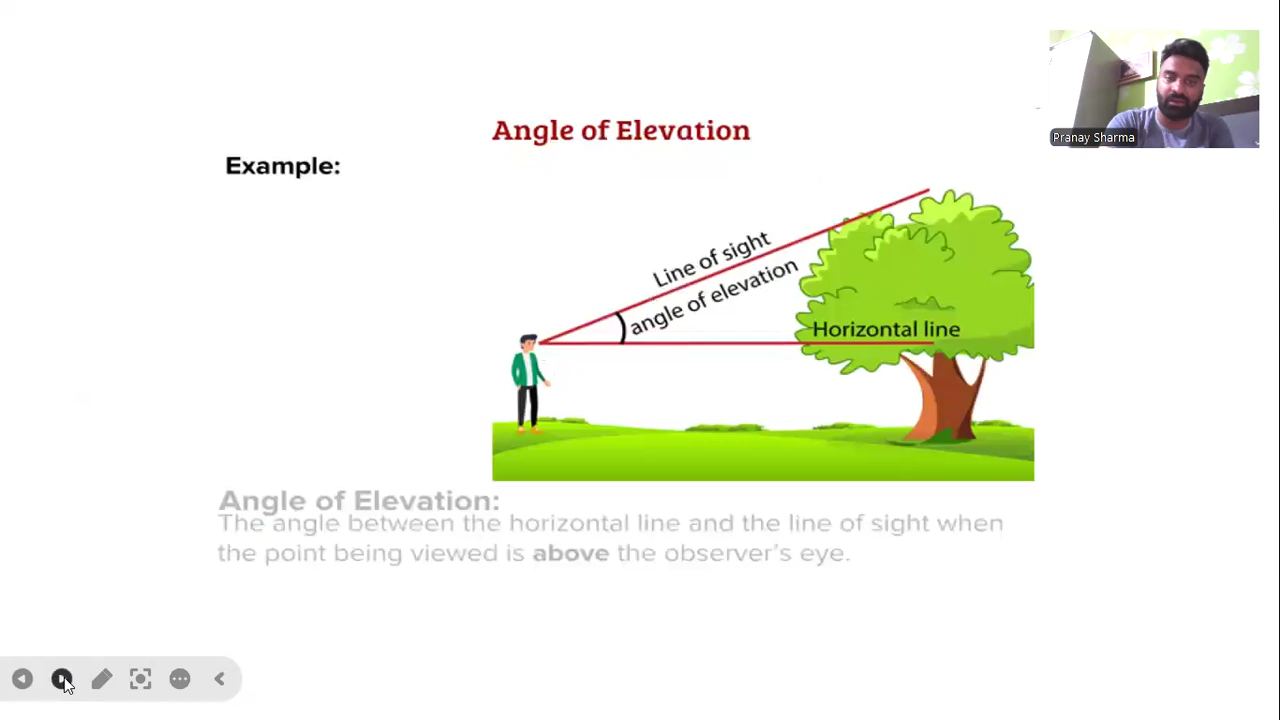 Angle of Elevation
Pranay Sharma
Example:
Line of sight
angle of elevation
Horizontal line
Angle of Elevation:
The angle between the horizontal line and the line of sight when
the point being viewed is above the observer's eye.